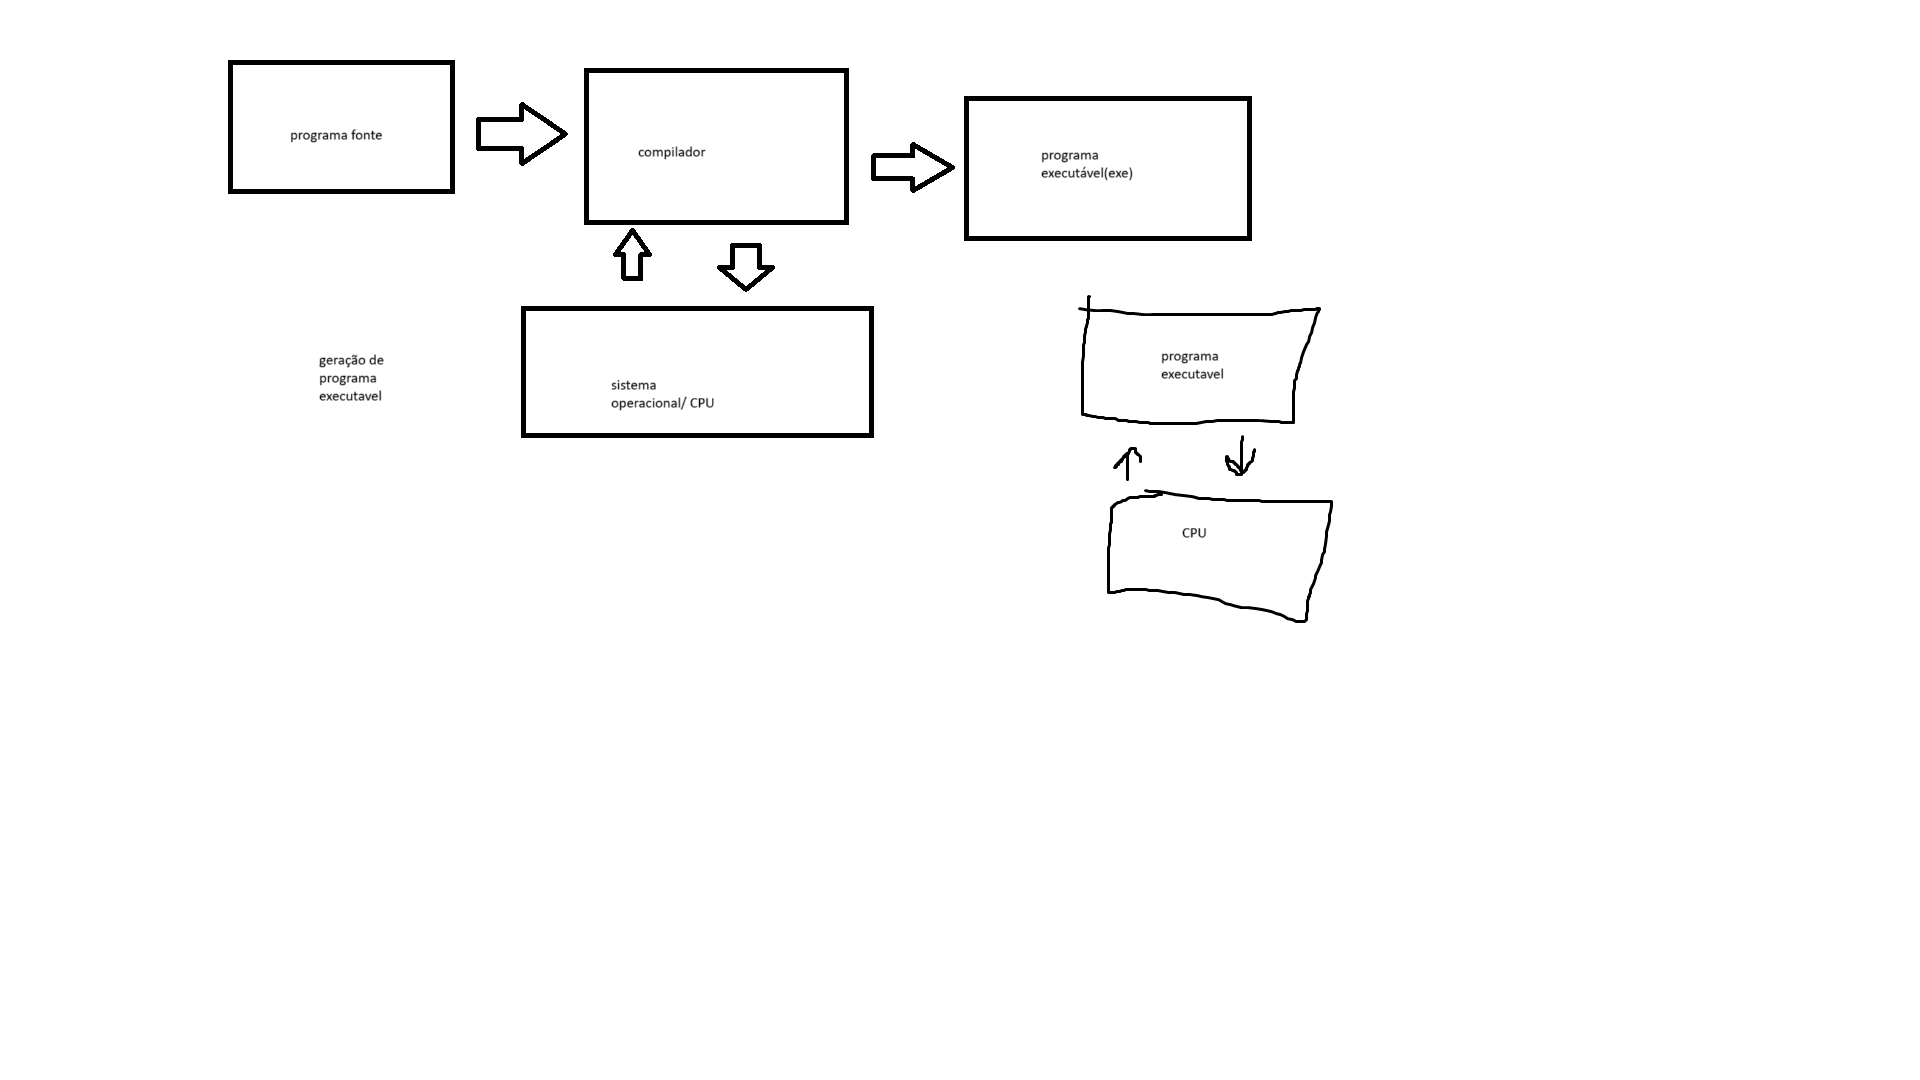 programa fonte
compilador
programa
executável(exe)
geração de
programa
executavel
sistema
operacional/ CPU
programa
executavel
CPU